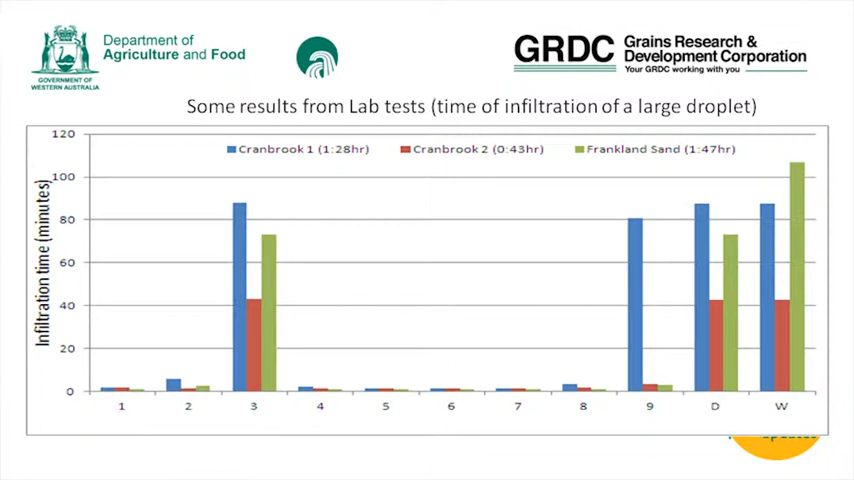 Department of
Agriculture and Food
GOVERNMENT OF
WESTERN AUSTRALIA
GRDC
Grains Research &
Development Corporation
Your GRDC working with you
Some results from Lab tests (time of infiltration of a large droplet)
Cranbrook 1 (1:28hr) Cranbrook 2 (0:43hr) Frankland Sand (1:47hr)
Infiltration time (minutes)
120
100
80
60
40
20
0
1 2 3 4 5 6 7 8 9 D W